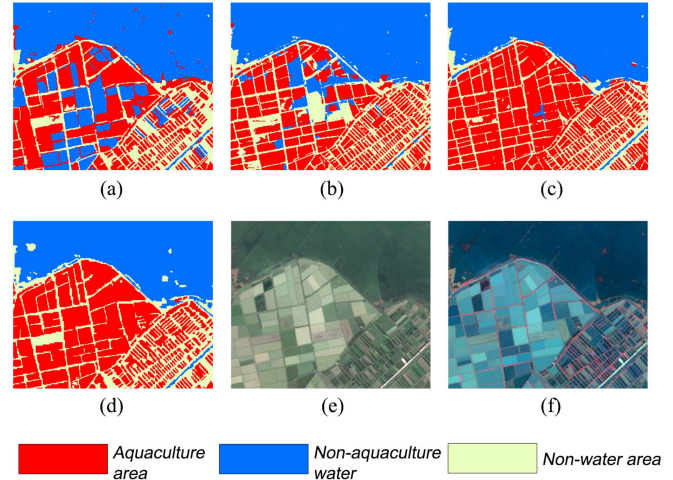 (a)
(b)
(c)
(d)
(e)
(f)
Aquaculture
area
Non-aquaculture
water
Non-water area